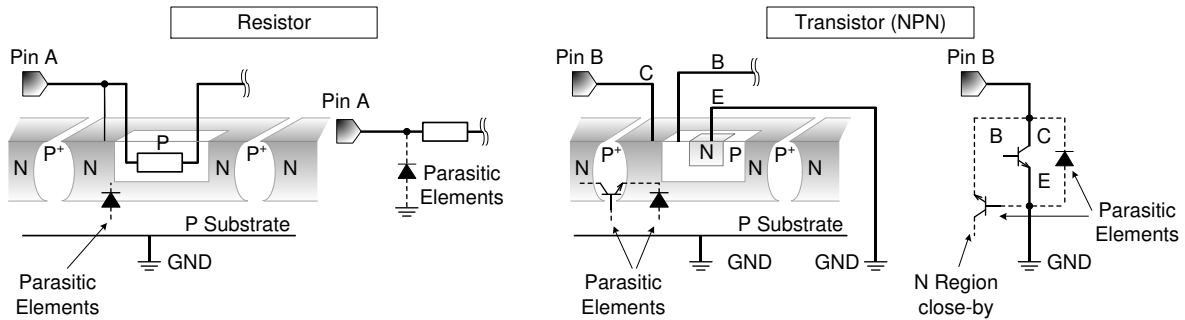 Resistor
Transistor (NPN)
Pin A
Pin B
C
B
E
Pin B
Pin A
N
P+
N
P
P+
N
N
P+
N
N
P
P+
N
B
C
E
Parasitic
Elements
P Substrate
GND
Parasitic
Elements
P Substrate
GND
GND
Parasitic
Elements
Parasitic
Elements
N Region
close-by
GND